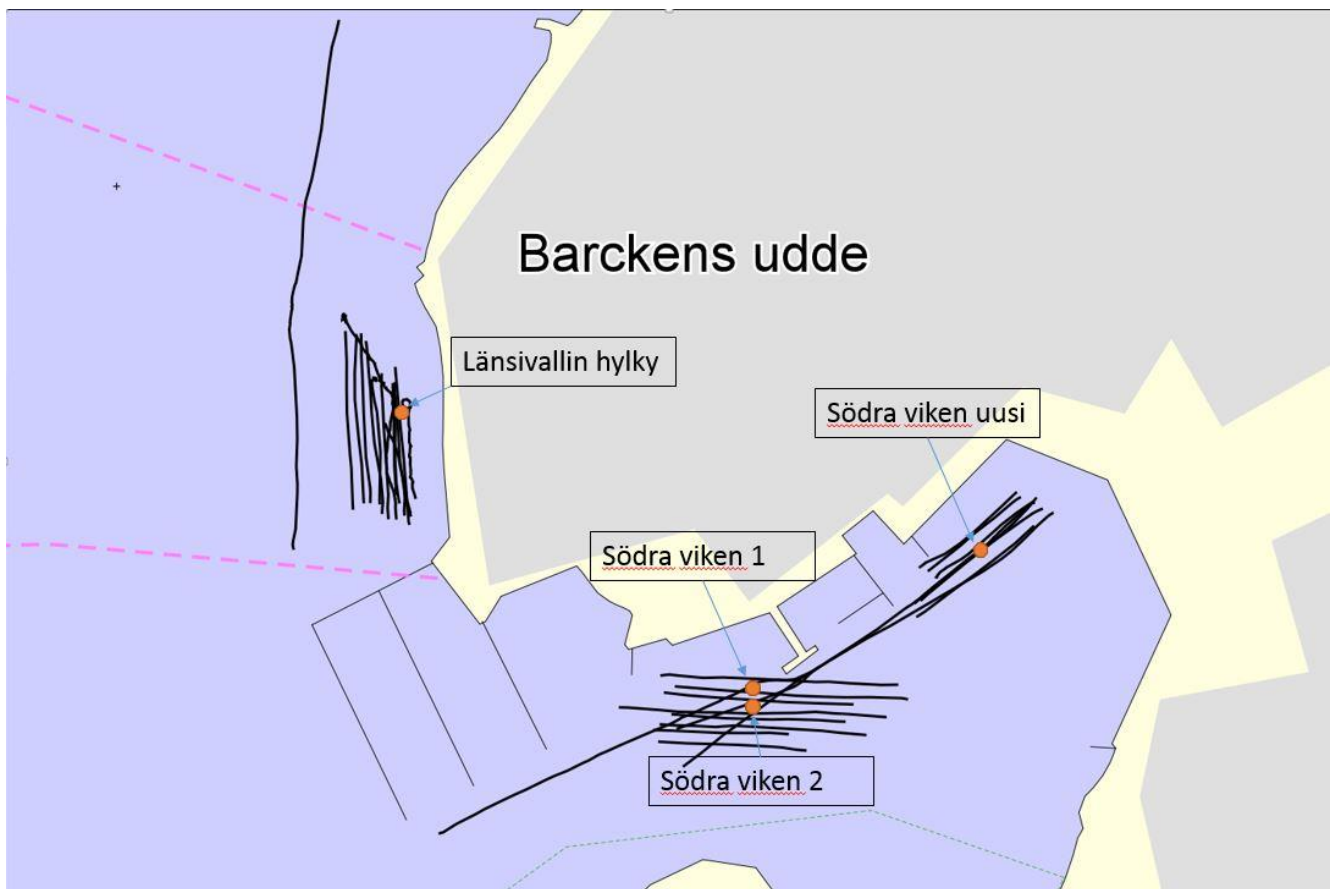 Barckens udde
Länsivallin hylky
Södra viken uusi
Södra viken 1
Södra viken 2